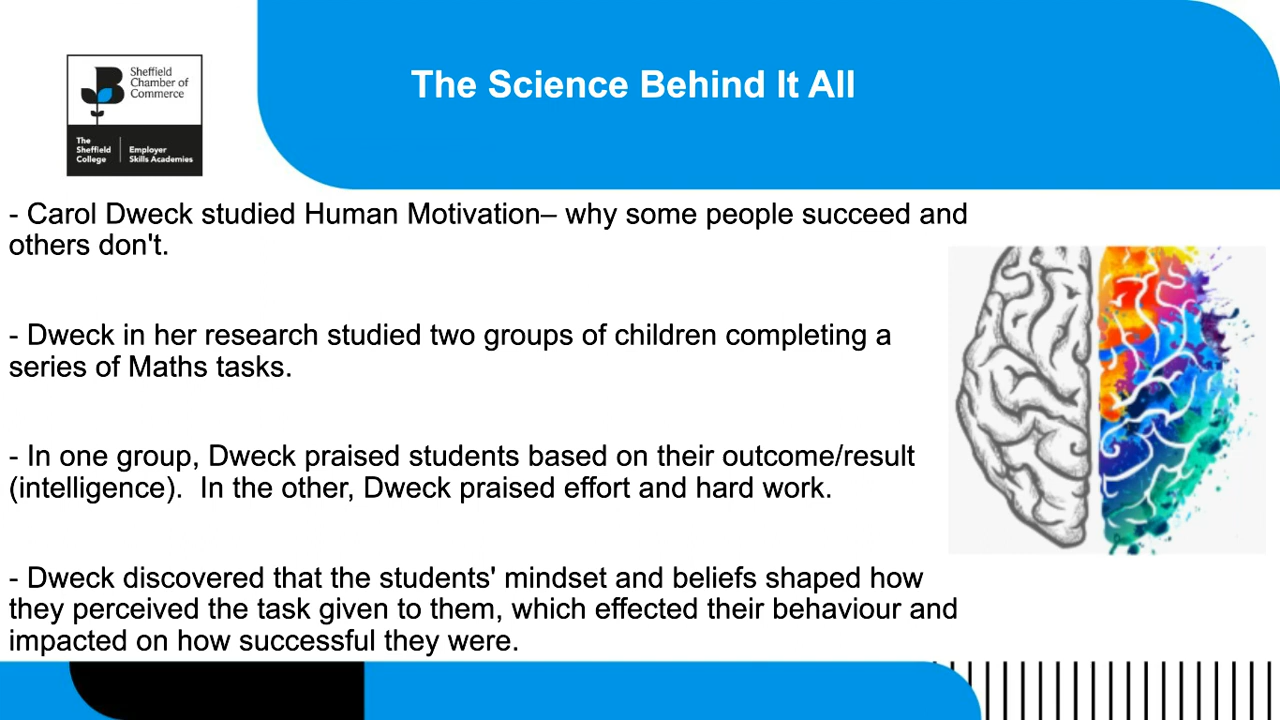 Sheffield
Chamber of
Commerce
The
Sheffield
College
Employer
Skills Academies
The Science Behind It All
- Carol Dweck studied Human Motivation– why some people succeed and
others don't.
- Dweck in her research studied two groups of children completing a
series of Maths tasks.
- In one group, Dweck praised students based on their outcome/result
(intelligence).  In the other, Dweck praised effort and hard work.
- Dweck discovered that the students' mindset and beliefs shaped how
they perceived the task given to them, which effected their behaviour and
impacted on how successful they were.